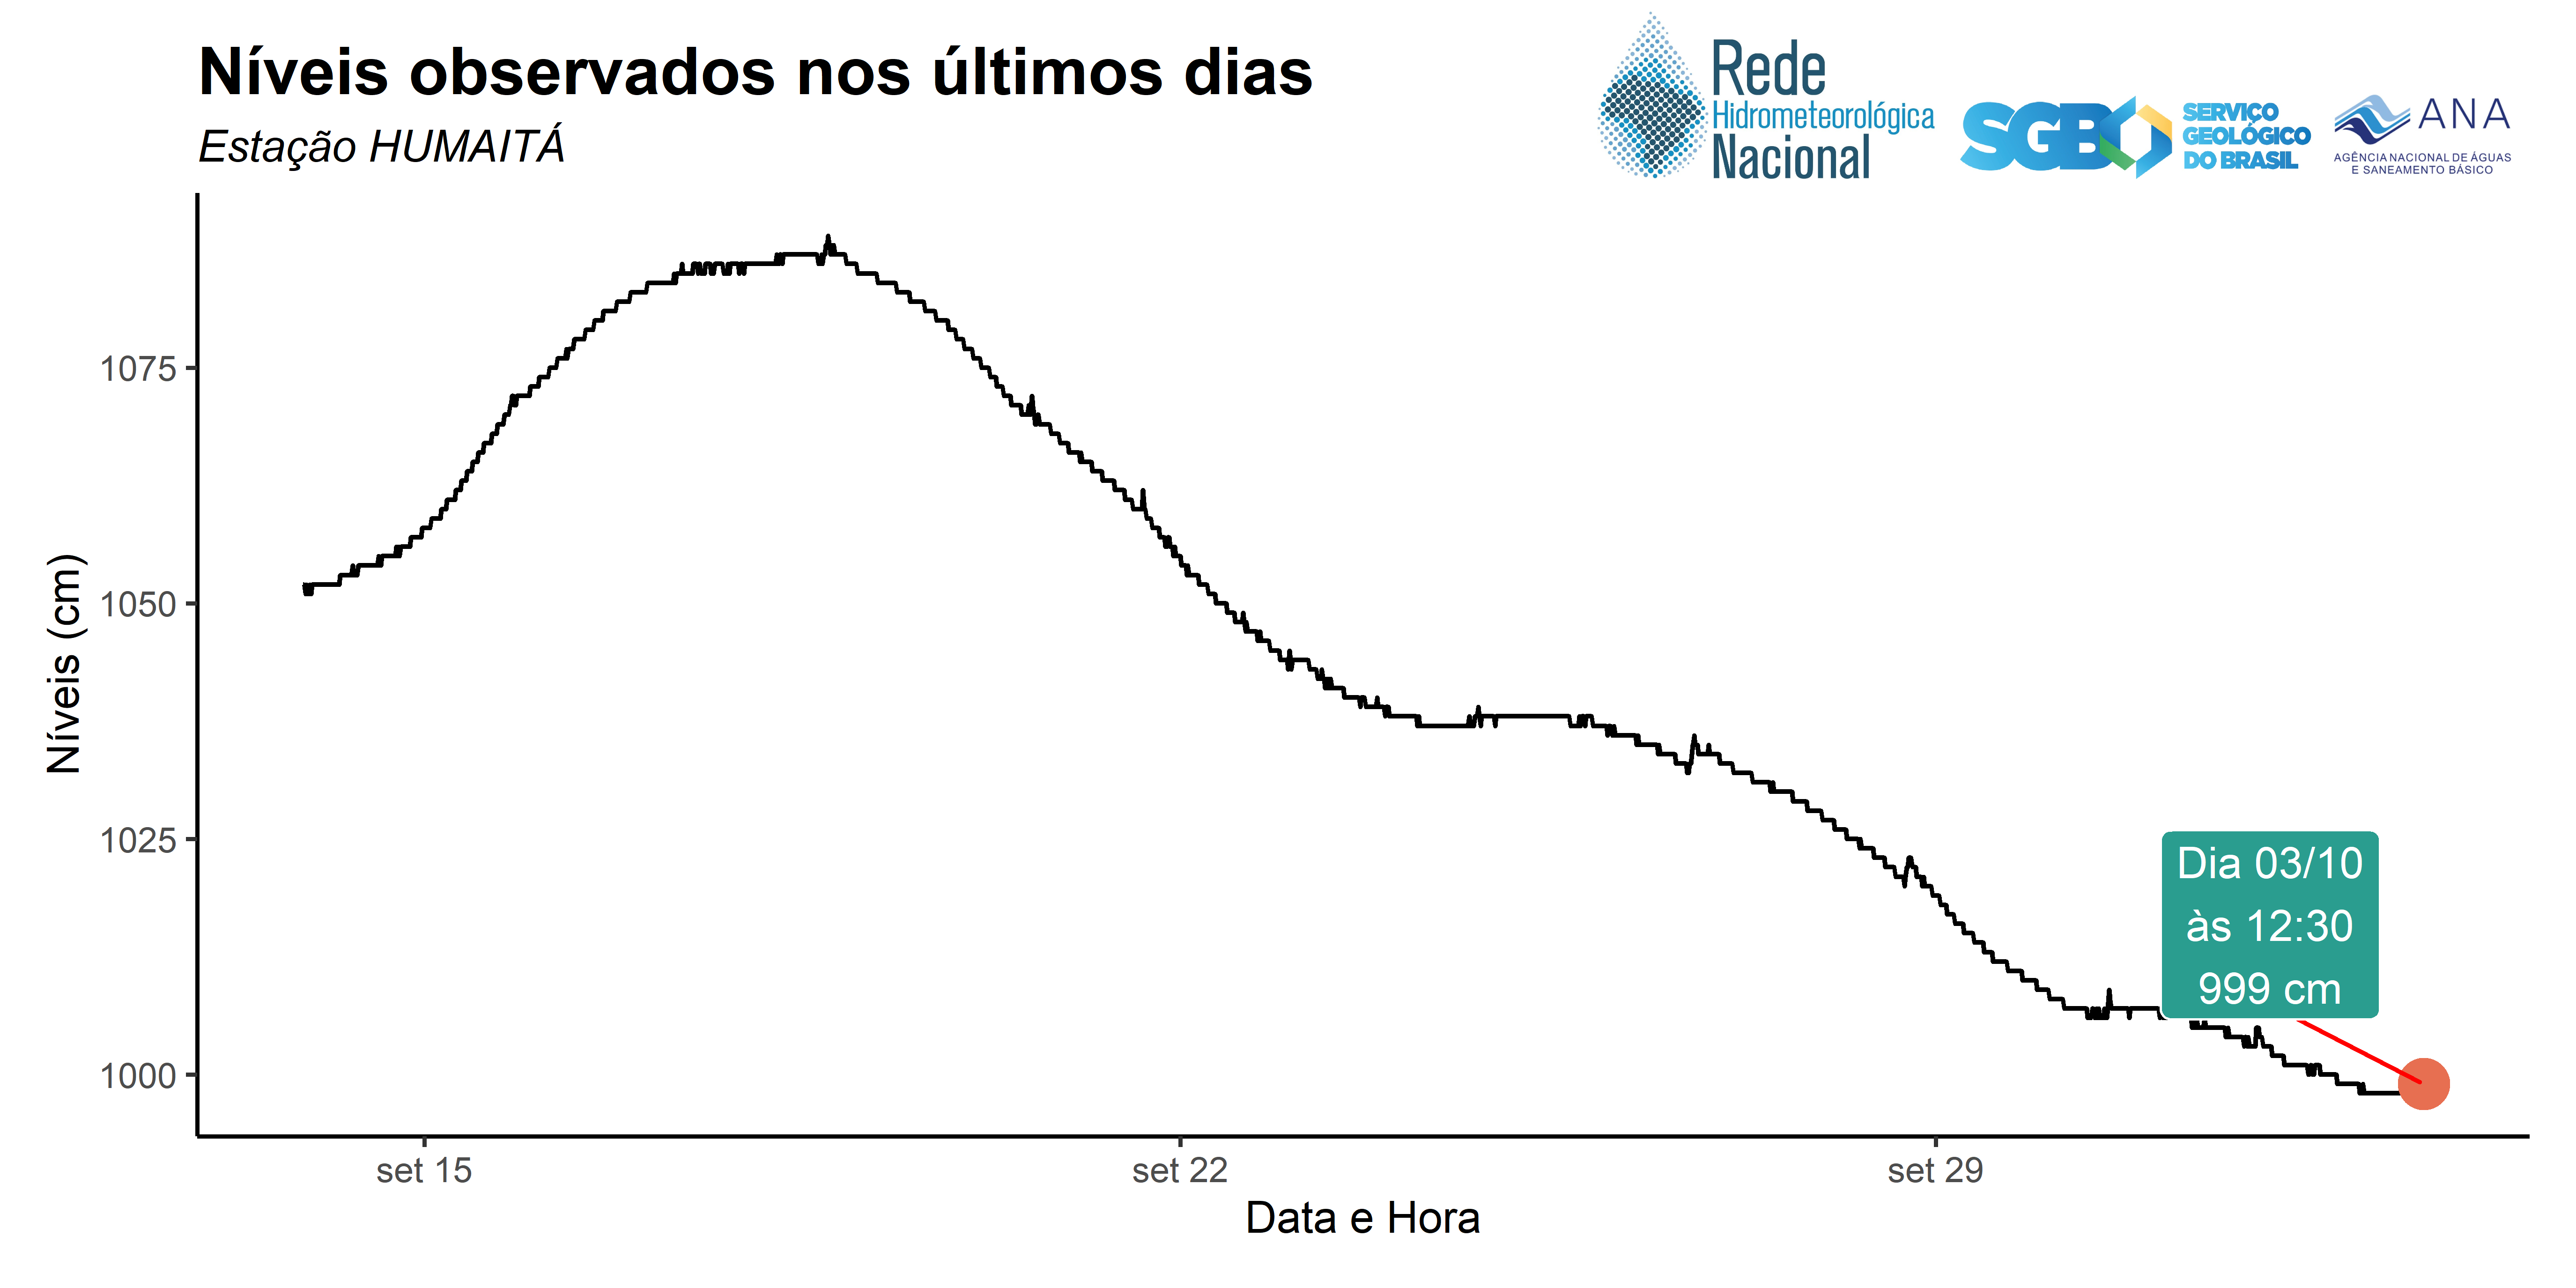 Níveis observados nos últimos dias
Estação HUMAITÁ
Rede
Hidrometeorológica
Nacional
SGB
SERVIÇO
GEOLÓGICO
DO BRASIL
ANA
AGÊNCIA NACIONAL DE ÁGUAS
E SANEAMENTO BÁSICO
Níveis (cm)
1075
1050
1025
1000
Dia 03/10
às 12:30
999 cm
set 15
set 22
set 29
Data e Hora